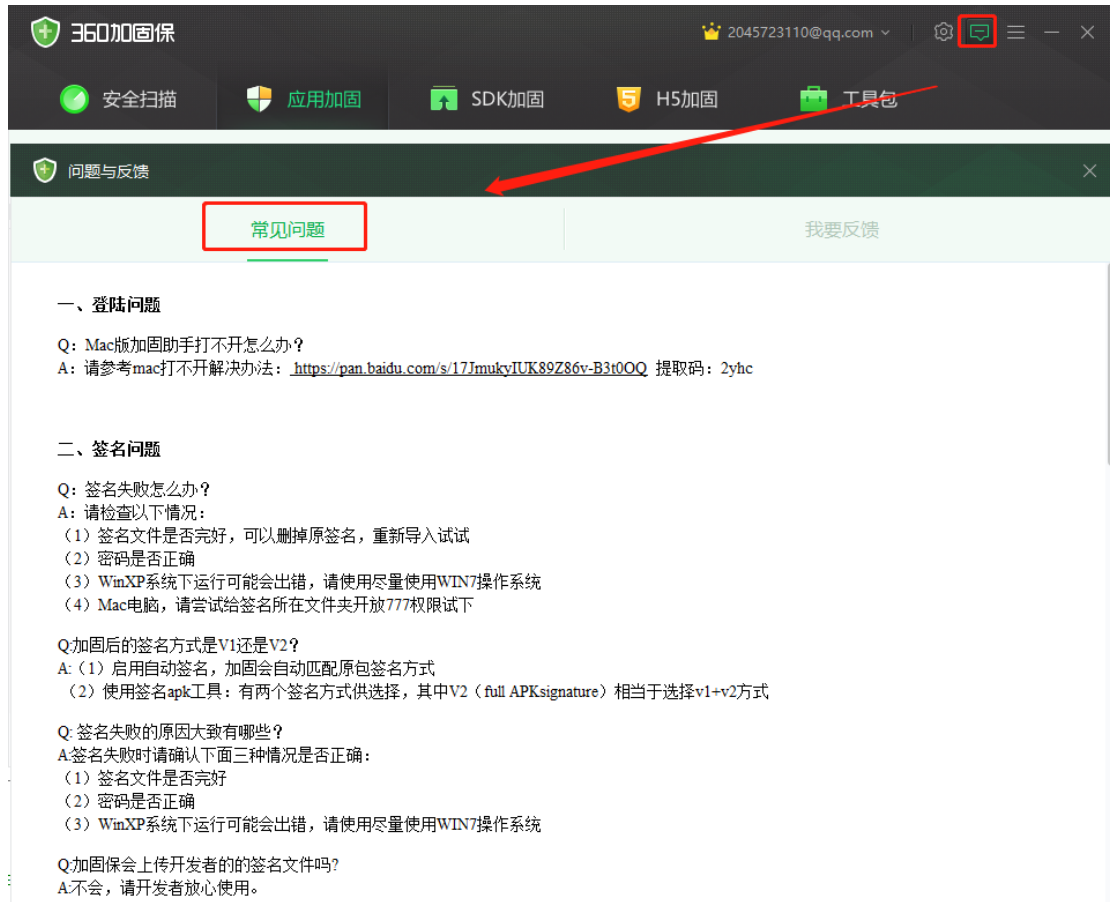 360加固保
2045723110@qq.com
安全扫描
应用加固
SDK加固
H5加固
工具包
问题与反馈
常见问题
我要反馈
一、登陆问题
Q：Mac版加固助手打不开怎么办？
A：请参考mac打不开解决办法：https://pan.baidu.com/s/17JmukyIUK89Z86v-B3t0OQ 提取码：2yhc
二、签名问题
Q：签名失败怎么办？
A：请检查以下情况：
（1）签名文件是否完好，可以删掉原签名，重新导入试试
（2）密码是否正确
（3）WinXP系统下运行可能会出错，请使用尽量使用WIN7操作系统
（4）Mac电脑，请尝试给签名所在文件夹开放777权限试下
Q:加固后的签名方式是V1还是V2？
A:（1）启用自动签名，加固会自动匹配原包签名方式
（2）使用签名apk工具：有两个签名方式供选择，其中V2（full APKsignature）相当于选择v1+v2方式
Q: 签名失败的原因大致有哪些？
A:签名失败时请确认下面三种情况是否正确：
（1）签名文件是否完好
（2）密码是否正确
（3）WinXP系统下运行可能会出错，请使用尽量使用WIN7操作系统
Q:加固保会上传开发者的的签名文件吗?
A:不会，请开发者放心使用。